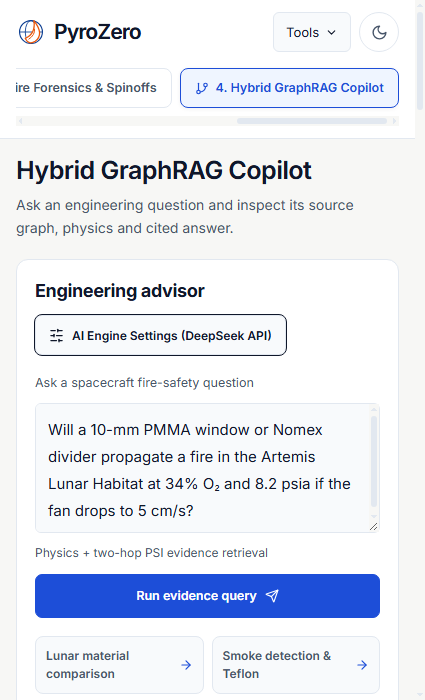 PyroZero
Tools
ire Forensics & Spinoffs
4. Hybrid GraphRAG Copilot
Hybrid GraphRAG Copilot
Ask an engineering question and inspect its source
graph, physics and cited answer.
Engineering advisor
AI Engine Settings (DeepSeek API)
Ask a spacecraft fire-safety question
Will a 10-mm PMMA window or Nomex
divider propagate a fire in the Artemis
Lunar Habitat at 34% O₂ and 8.2 psia if the
fan drops to 5 cm/s?
Physics + two-hop PSI evidence retrieval
Run evidence query
Lunar material
comparison
Smoke detection &
Teflon